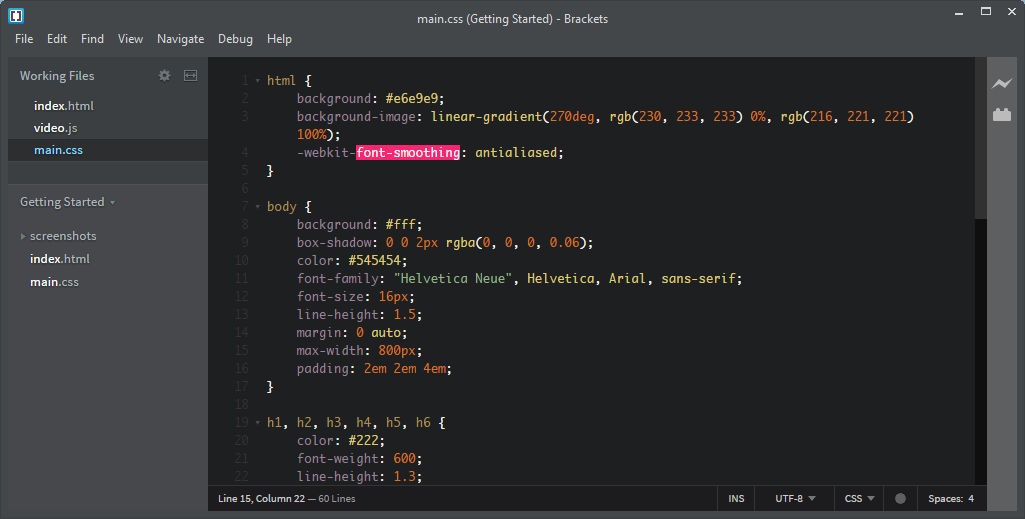 main.css (Getting Started) - Brackets
File Edit Find View Navigate Debug Help
Working Files
index.html
video.js
main.css
Getting Started
screenshots
index.html
main.css
1 html {
2 background: #e6e9e9;
3 background-image: linear-gradient(270deg, rgb(230, 233, 233) 0%, rgb(216, 221, 221)
100%);
4 -webkit-font-smoothing: antialiased;
5 }
6
7 body {
8 background: #fff;
9 box-shadow: 0 0 2px rgba(0, 0, 0, 0.06);
10 color: #545454;
11 font-family: "Helvetica Neue", Helvetica, Arial, sans-serif;
12 font-size: 16px;
13 line-height: 1.5;
14 margin: 0 auto;
15 max-width: 800px;
16 padding: 2em 2em 4em;
17 }
18
19 h1, h2, h3, h4, h5, h6 {
20 color: #222;
21 font-weight: 600;
22 line-height: 1.3;
Line 15, Column 22 — 60 Lines
INS UTF-8 CSS Spaces: 4